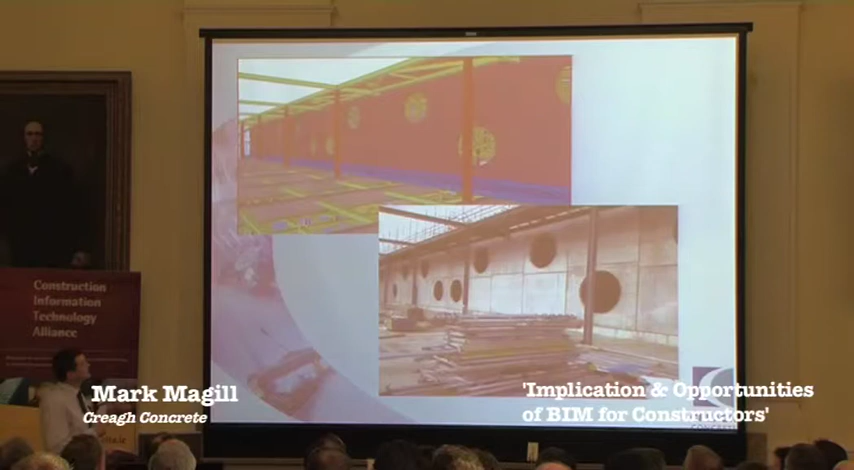 Construction
Information
Technology
Alliance
Mark Magill
Creagh Concrete
'Implication & Opportunities
of BIM for Constructors'